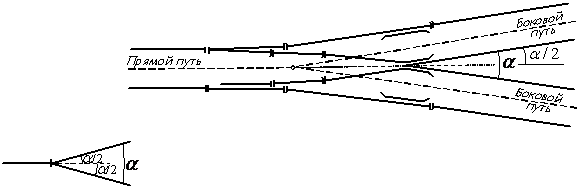 Боковой
путь
Прямой путь
α
α/2
Боковой
путь
α/2
α/2
α